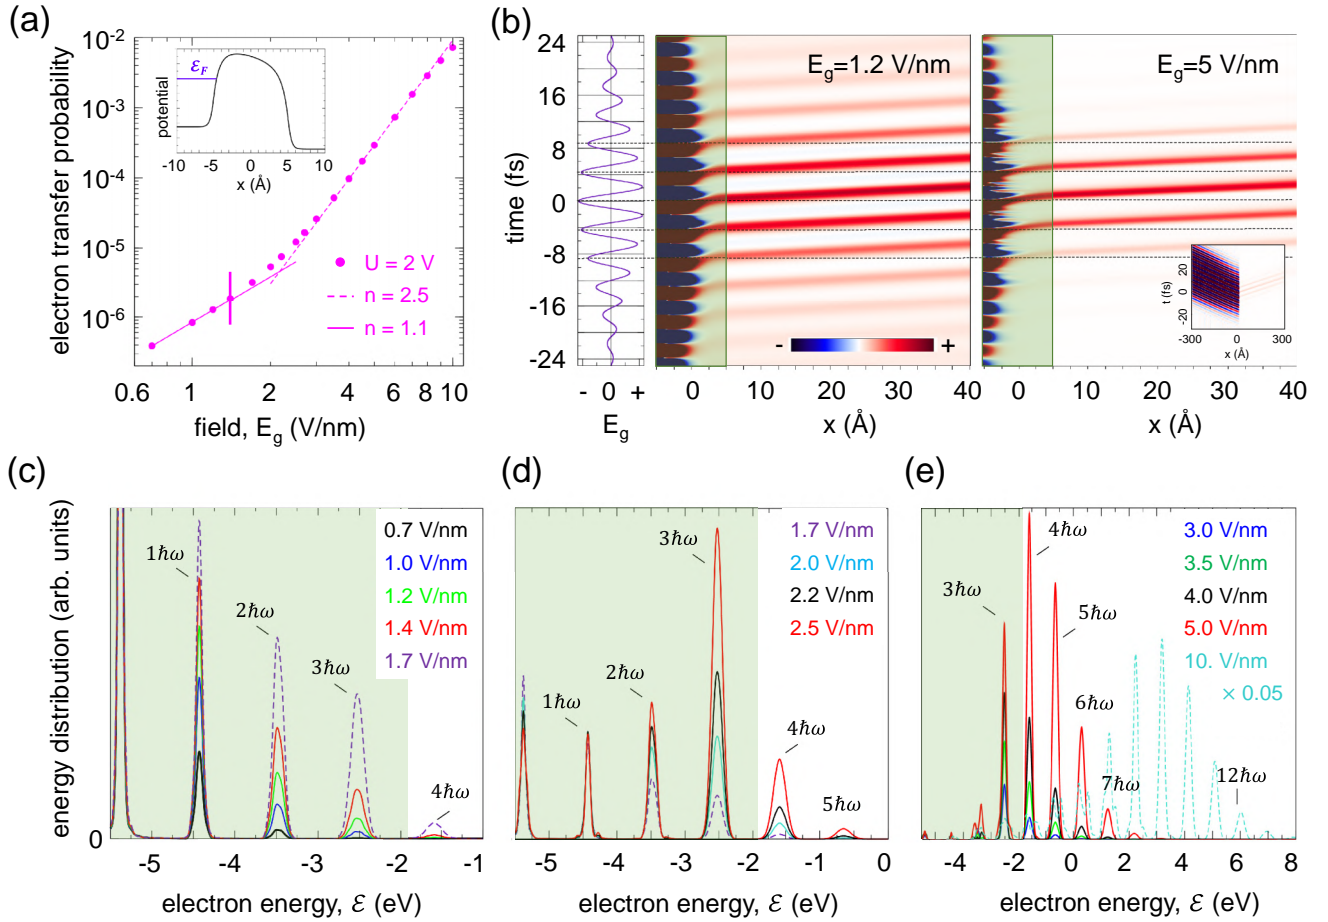 (a)
electron transfer probability
10-2
10-3
10-4
10-5
10-6
0.6
1
2
4
6
8 10
field, Eg (V/nm)
potential
ℰF
-10
-5
0
5
10
x (Å)
U = 2 V
n = 2.5
n = 1.1
(b)
time (fs)
24
16
8
0
-8
-16
-24
- 0 +
Eg
Eg=1.2 V/nm
- +
0 10 20 30 40
x (Å)
Eg=5 V/nm
t (fs)
20
0
-20
-300 0 300
x (Å)
0 10 20 30 40
x (Å)
(c)
energy distribution (arb. units)
0
1ħω
2ħω
3ħω
4ħω
0.7 V/nm
1.0 V/nm
1.2 V/nm
1.4 V/nm
1.7 V/nm
-5 -4 -3 -2 -1
electron energy, ℰ (eV)
(d)
1ħω
2ħω
3ħω
4ħω
5ħω
1.7 V/nm
2.0 V/nm
2.2 V/nm
2.5 V/nm
-5 -4 -3 -2 -1 0
electron energy, ℰ (eV)
(e)
3ħω
4ħω
5ħω
6ħω
7ħω
12ħω
3.0 V/nm
3.5 V/nm
4.0 V/nm
5.0 V/nm
10. V/nm
× 0.05
-4 -2 0 2 4 6 8
electron energy, ℰ (eV)